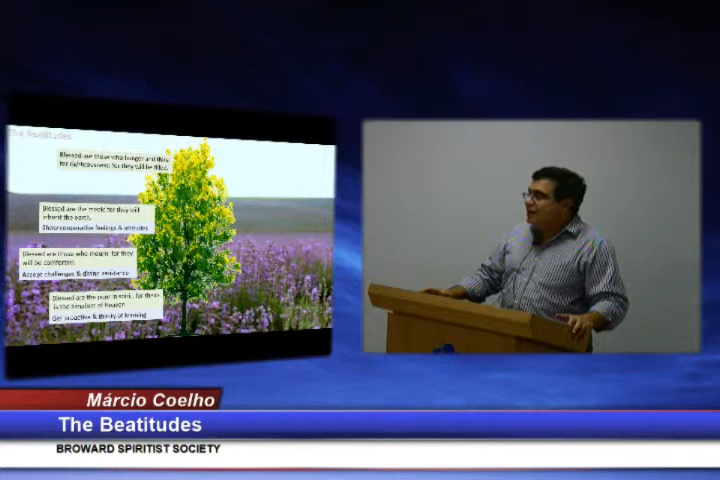 The Beatitudes
Blessed are those who hunger and thirst
for righteousness: for they will be filled.
Blessed are the meek: for they will
inherit the earth.
Show cooperative feelings & attitudes
Blessed are those who mourn: for they
will be comforted.
Accept challenges & divine assistance
Blessed are the poor in spirit, for theirs
is the kingdom of Heaven
Get proactive & thirsty of learning
Márcio Coelho
The Beatitudes
BROWARD SPIRITIST SOCIETY